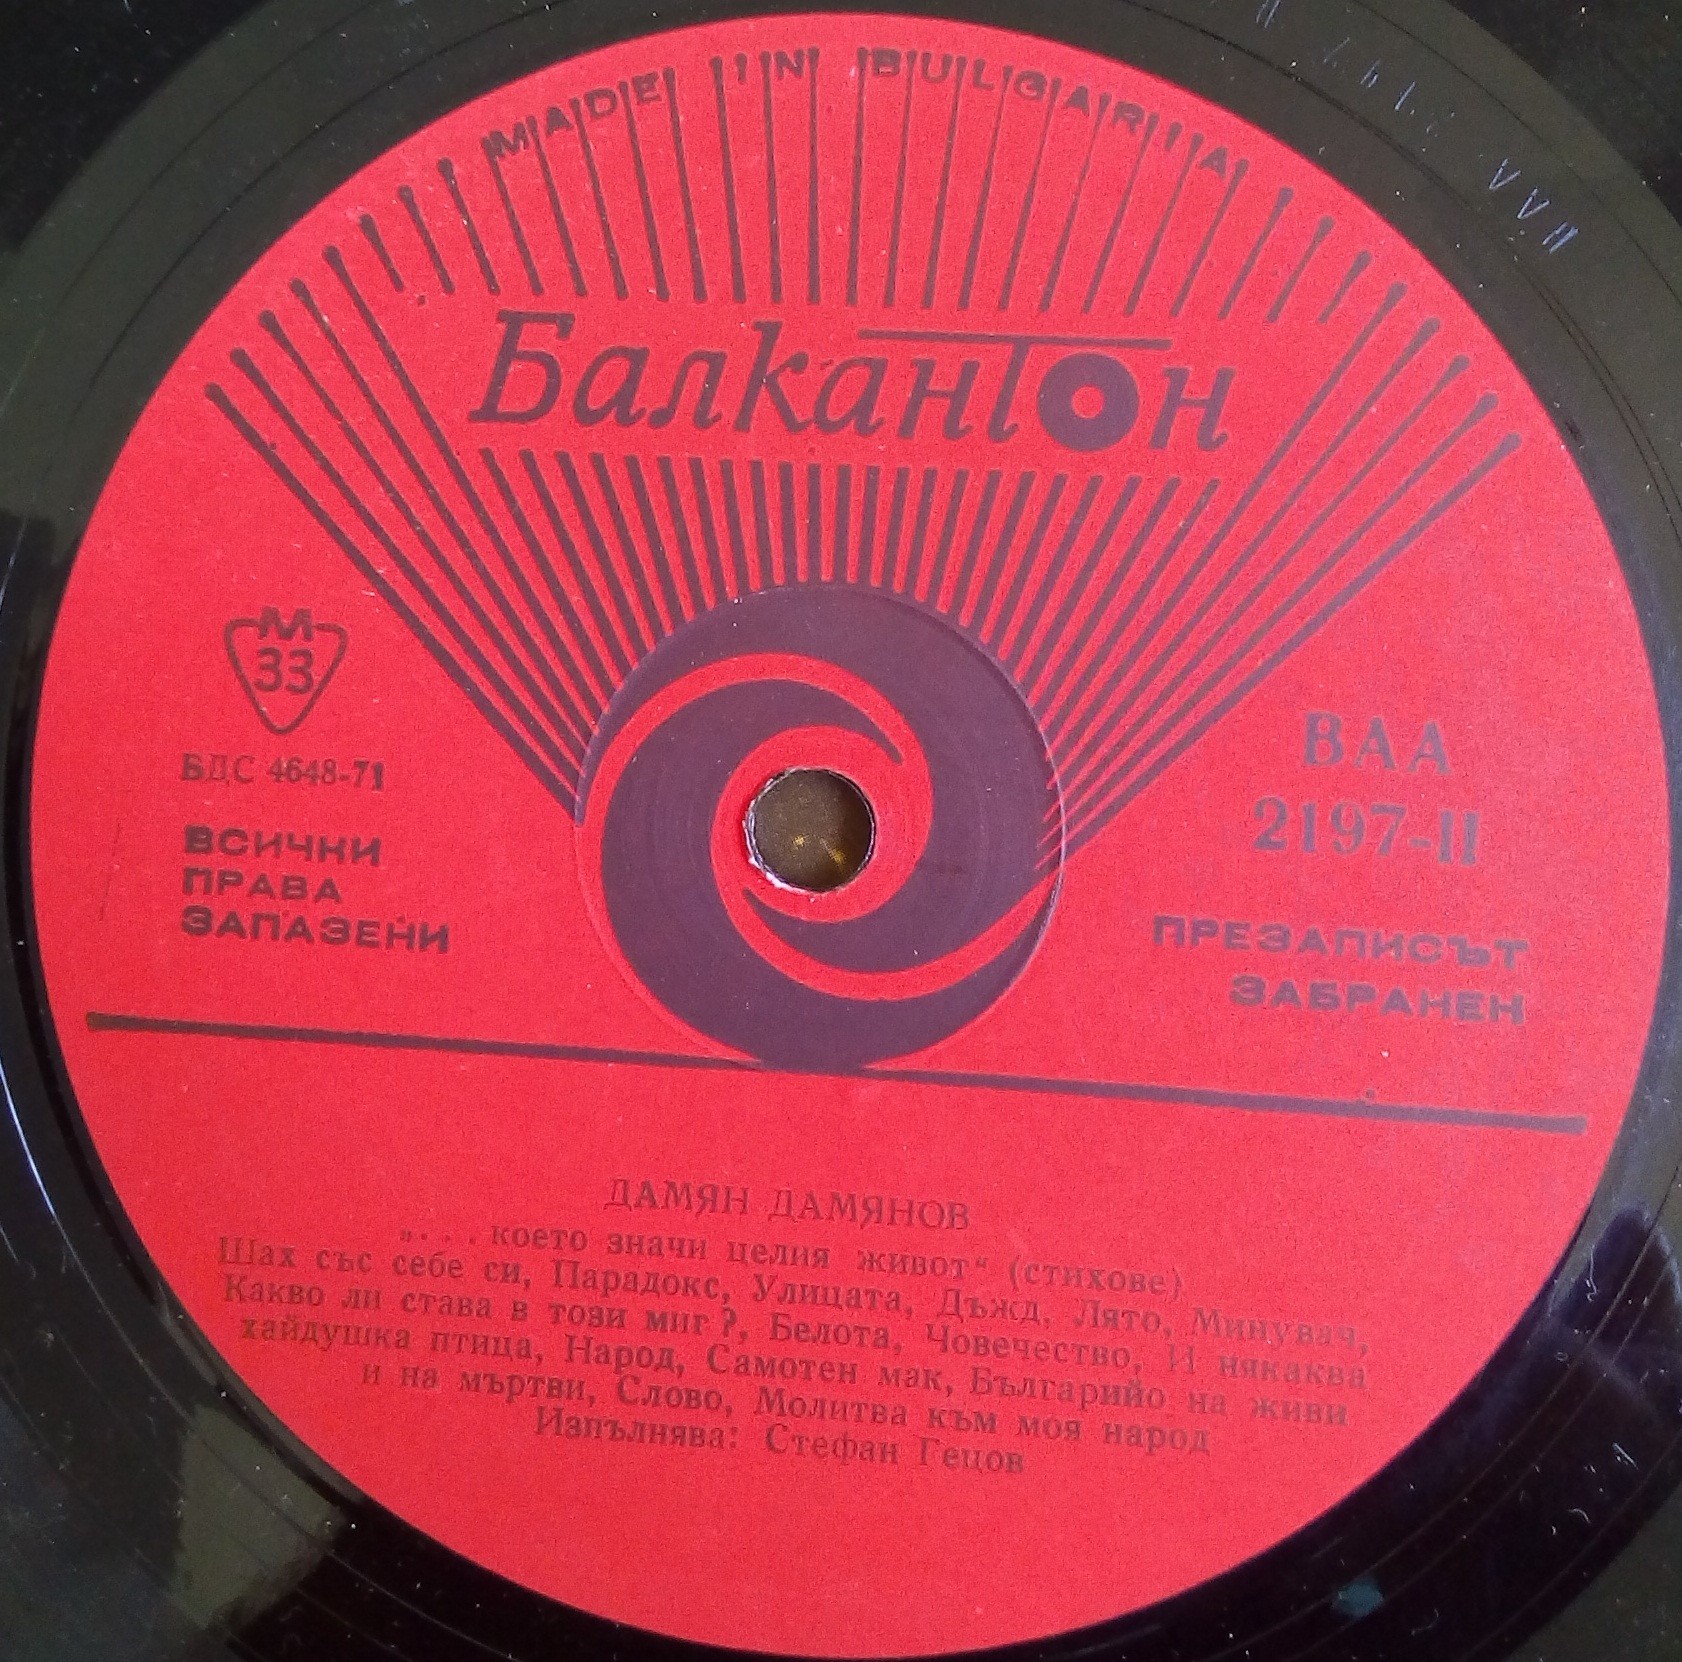 MADE IN BULGARIA
Балкантон
М
33
БДС 4648-71
ВСИЧНИ
ПРАВА
ЗАПАЗЕНИ
ВАА
2197-II
ПРЕЗАПИСЪТ
ЗАБРАНЕН
ДАМЯН ДАМЯНОВ
„. . . което значи целия живот“ (стихове)
Шах със себе си, Парадокс, Улицата, Дъжд, Лято, Минувач,
Какво ли става в този миг?, Белота, Човечество, И някаква
хайдушка птица, Народ, Самотен мак, Българийо на живи
и на мъртви, Слово, Молитва към моя народ
Изпълнява: Стефан Гецов